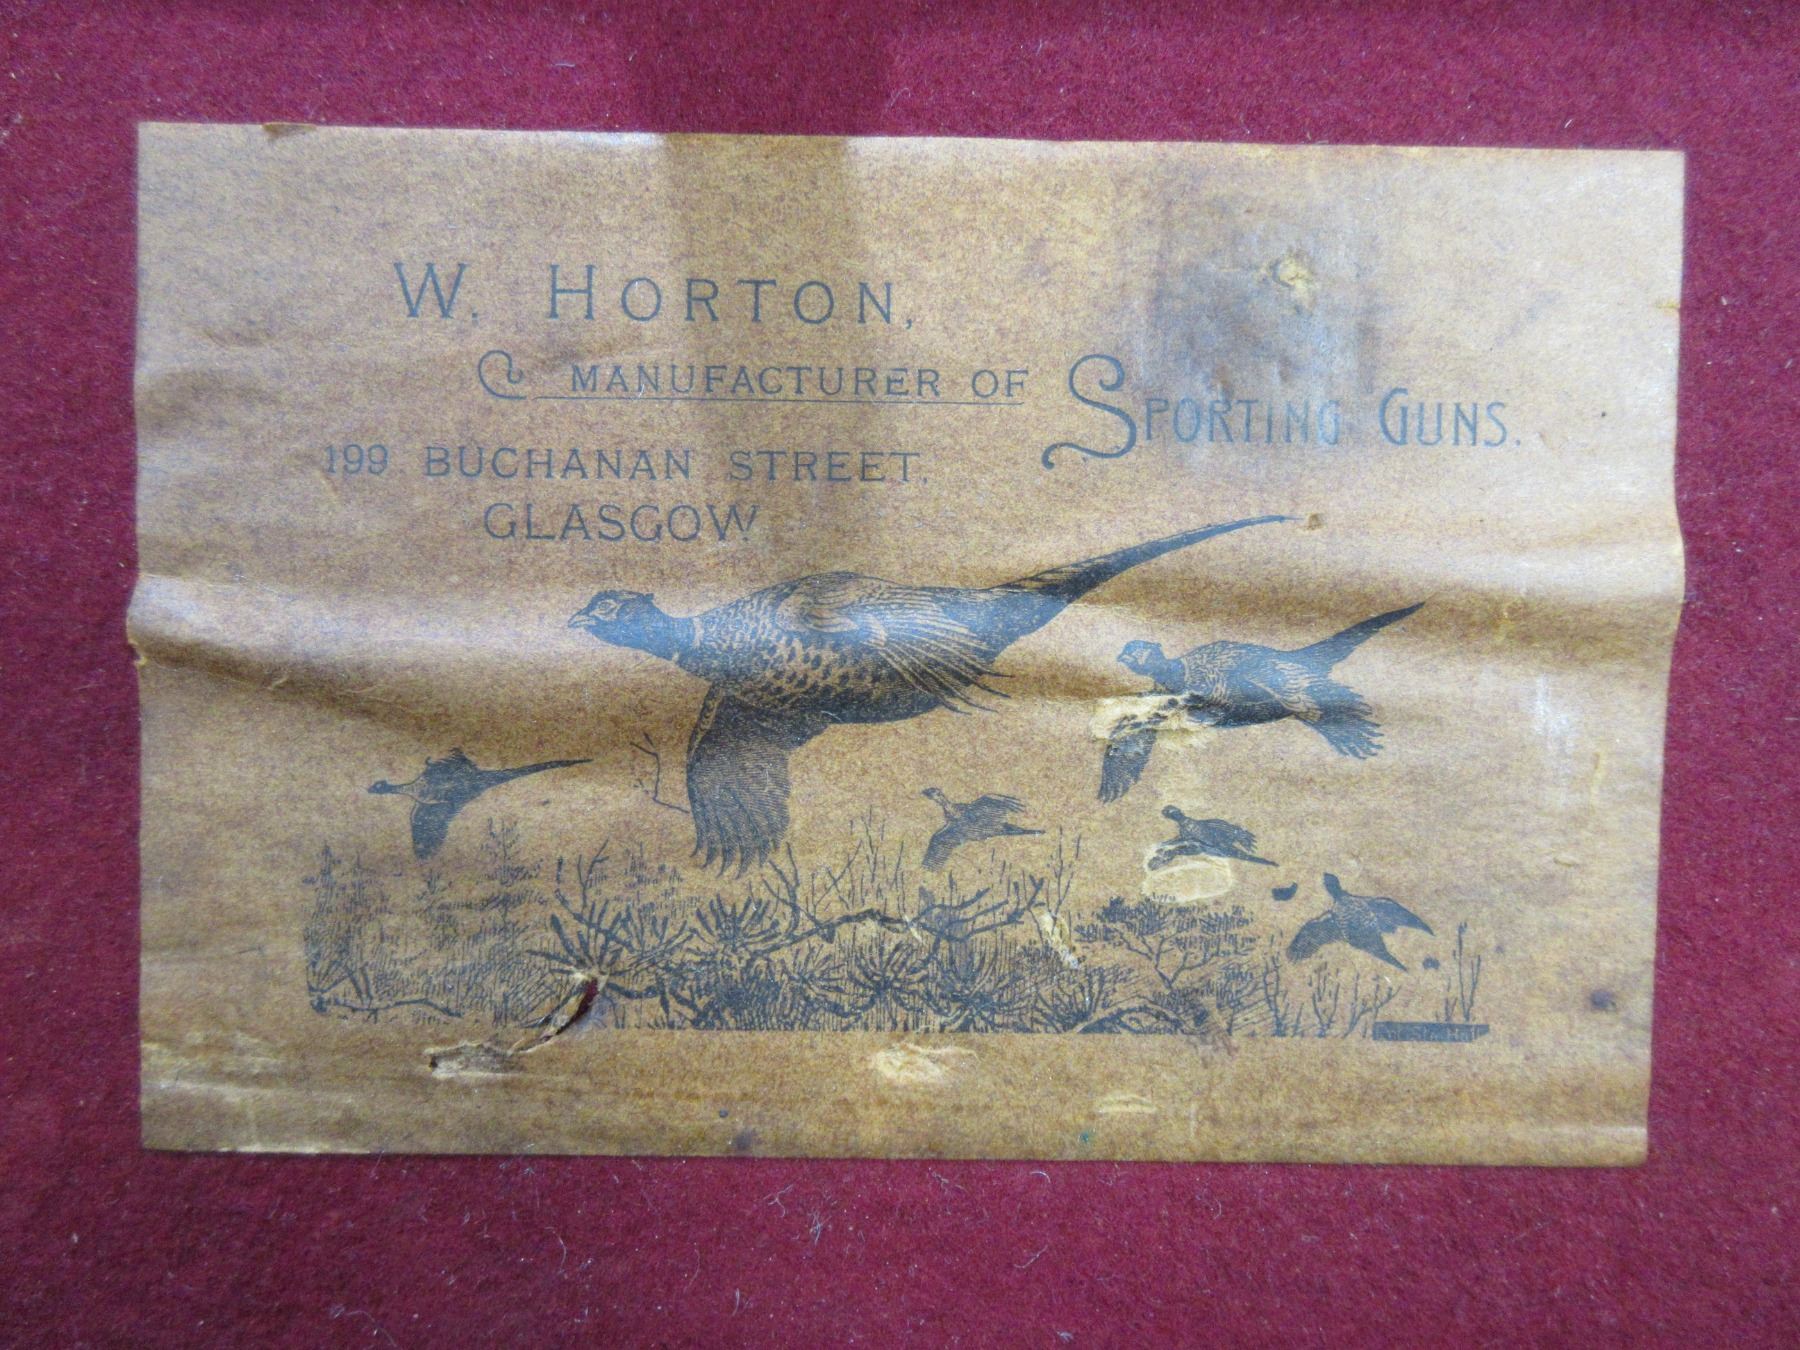 W. HORTON,
MANUFACTURER OF SPORTING GUNS.
199 BUCHANAN STREET,
GLASGOW